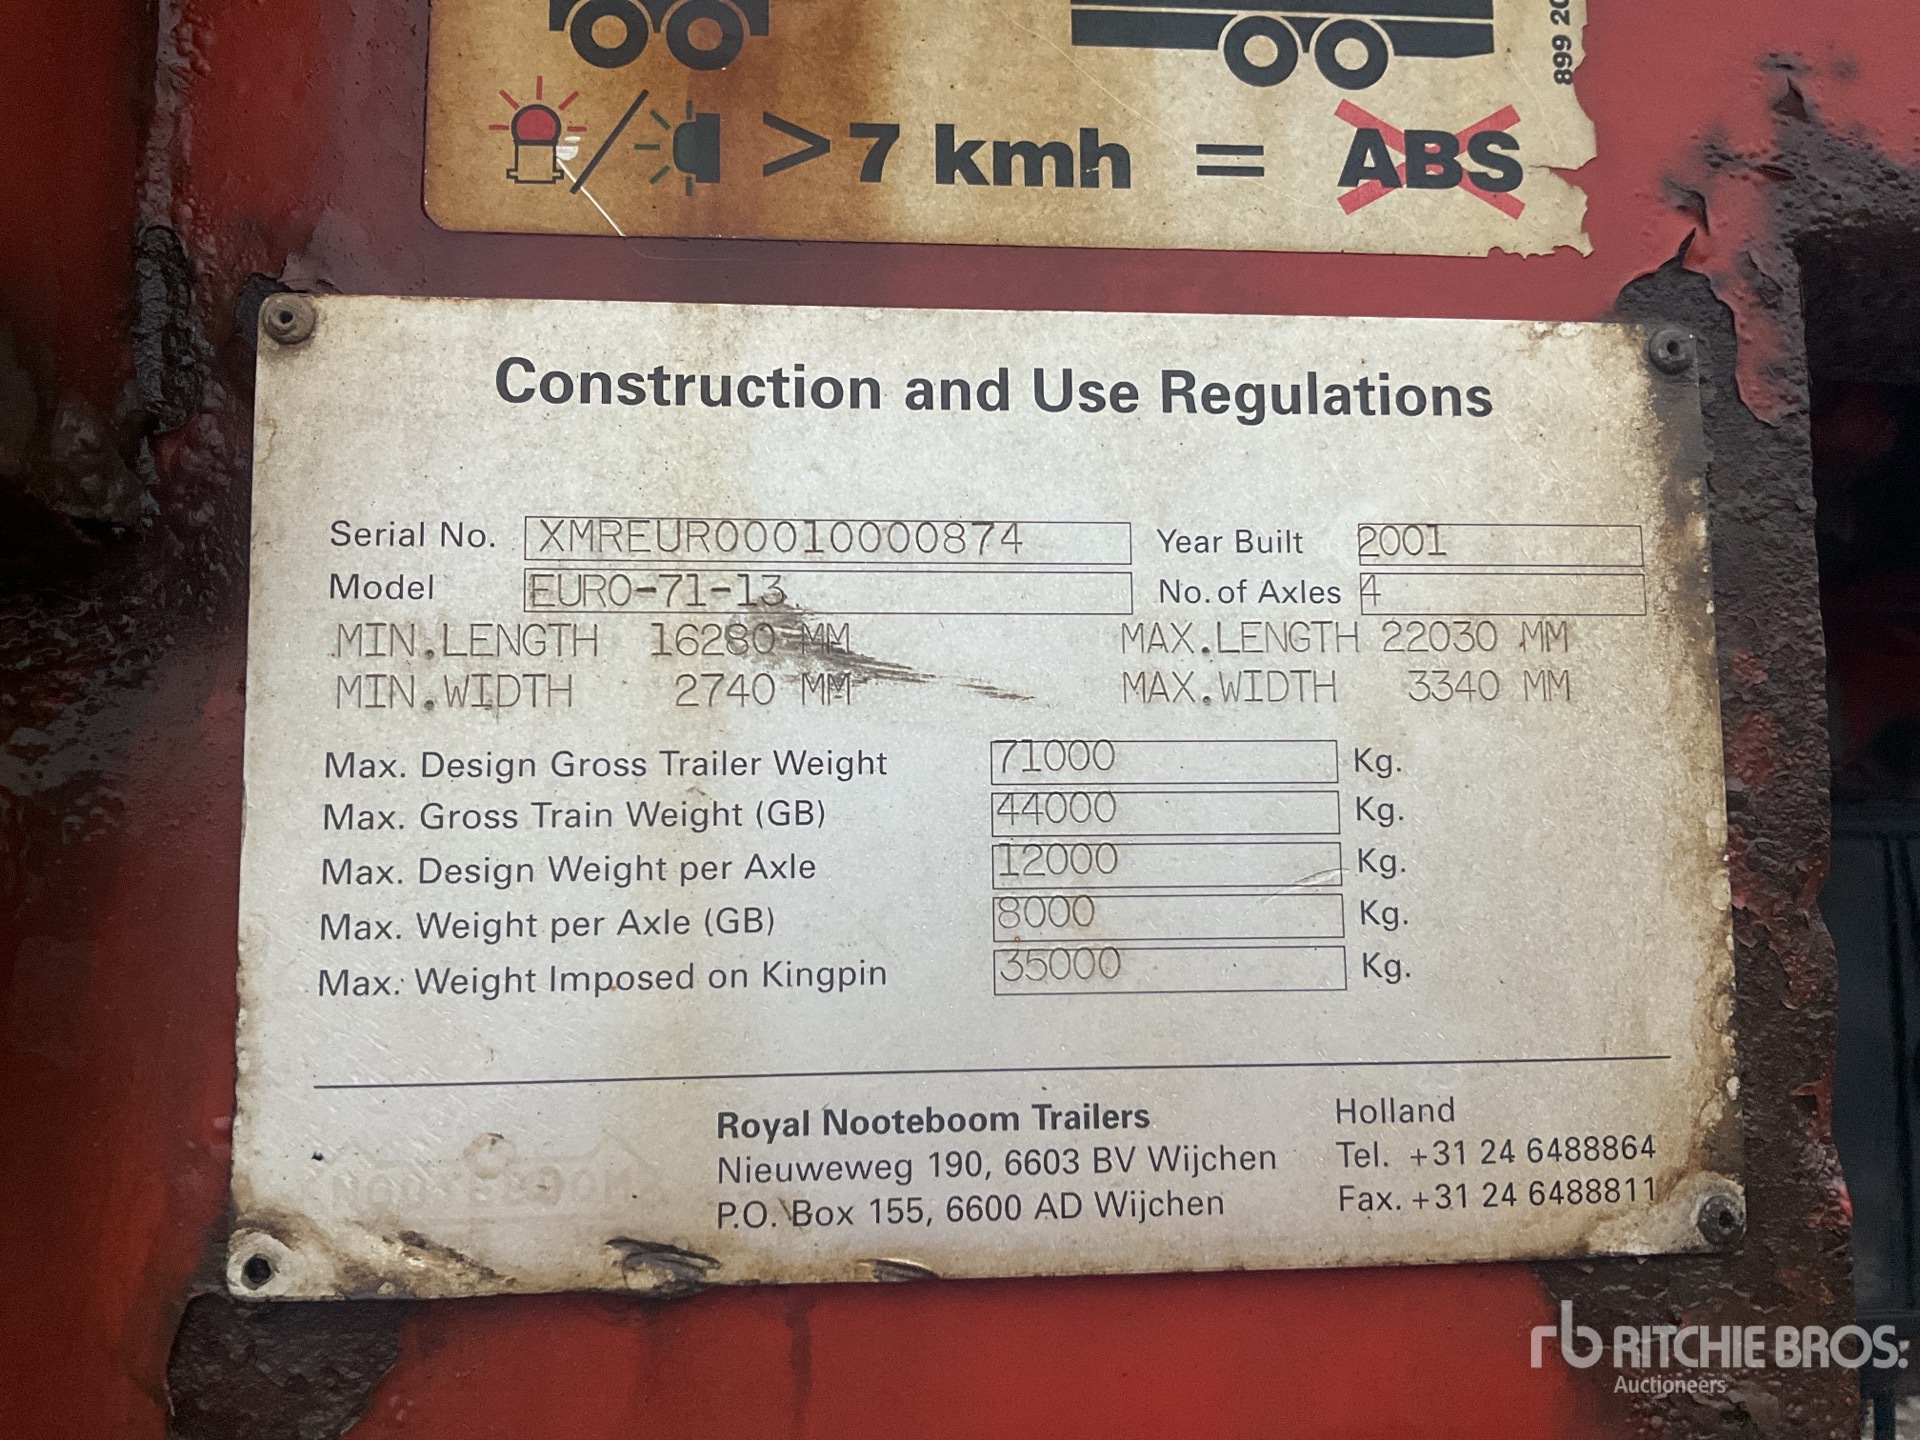 899 20
> 7 kmh = ABS
Construction and Use Regulations
Serial No. XMREUR00010000874 Year Built 2001
Model EURO-71-13 No. of Axles 4
MIN.LENGTH 16280 MM MAX.LENGTH 22030 MM
MIN.WIDTH 2740 MM MAX.WIDTH 3340 MM
Max. Design Gross Trailer Weight 71000 Kg.
Max. Gross Train Weight (GB) 44000 Kg.
Max. Design Weight per Axle 12000 Kg.
Max. Weight per Axle (GB) 8000 Kg.
Max. Weight Imposed on Kingpin 35000 Kg.
Royal Nooteboom Trailers Holland
Nieuweweg 190, 6603 BV Wijchen Tel. +31 24 6488864
P.O. Box 155, 6600 AD Wijchen Fax. +31 24 6488811
rb RITCHIE BROS.
Auctioneers